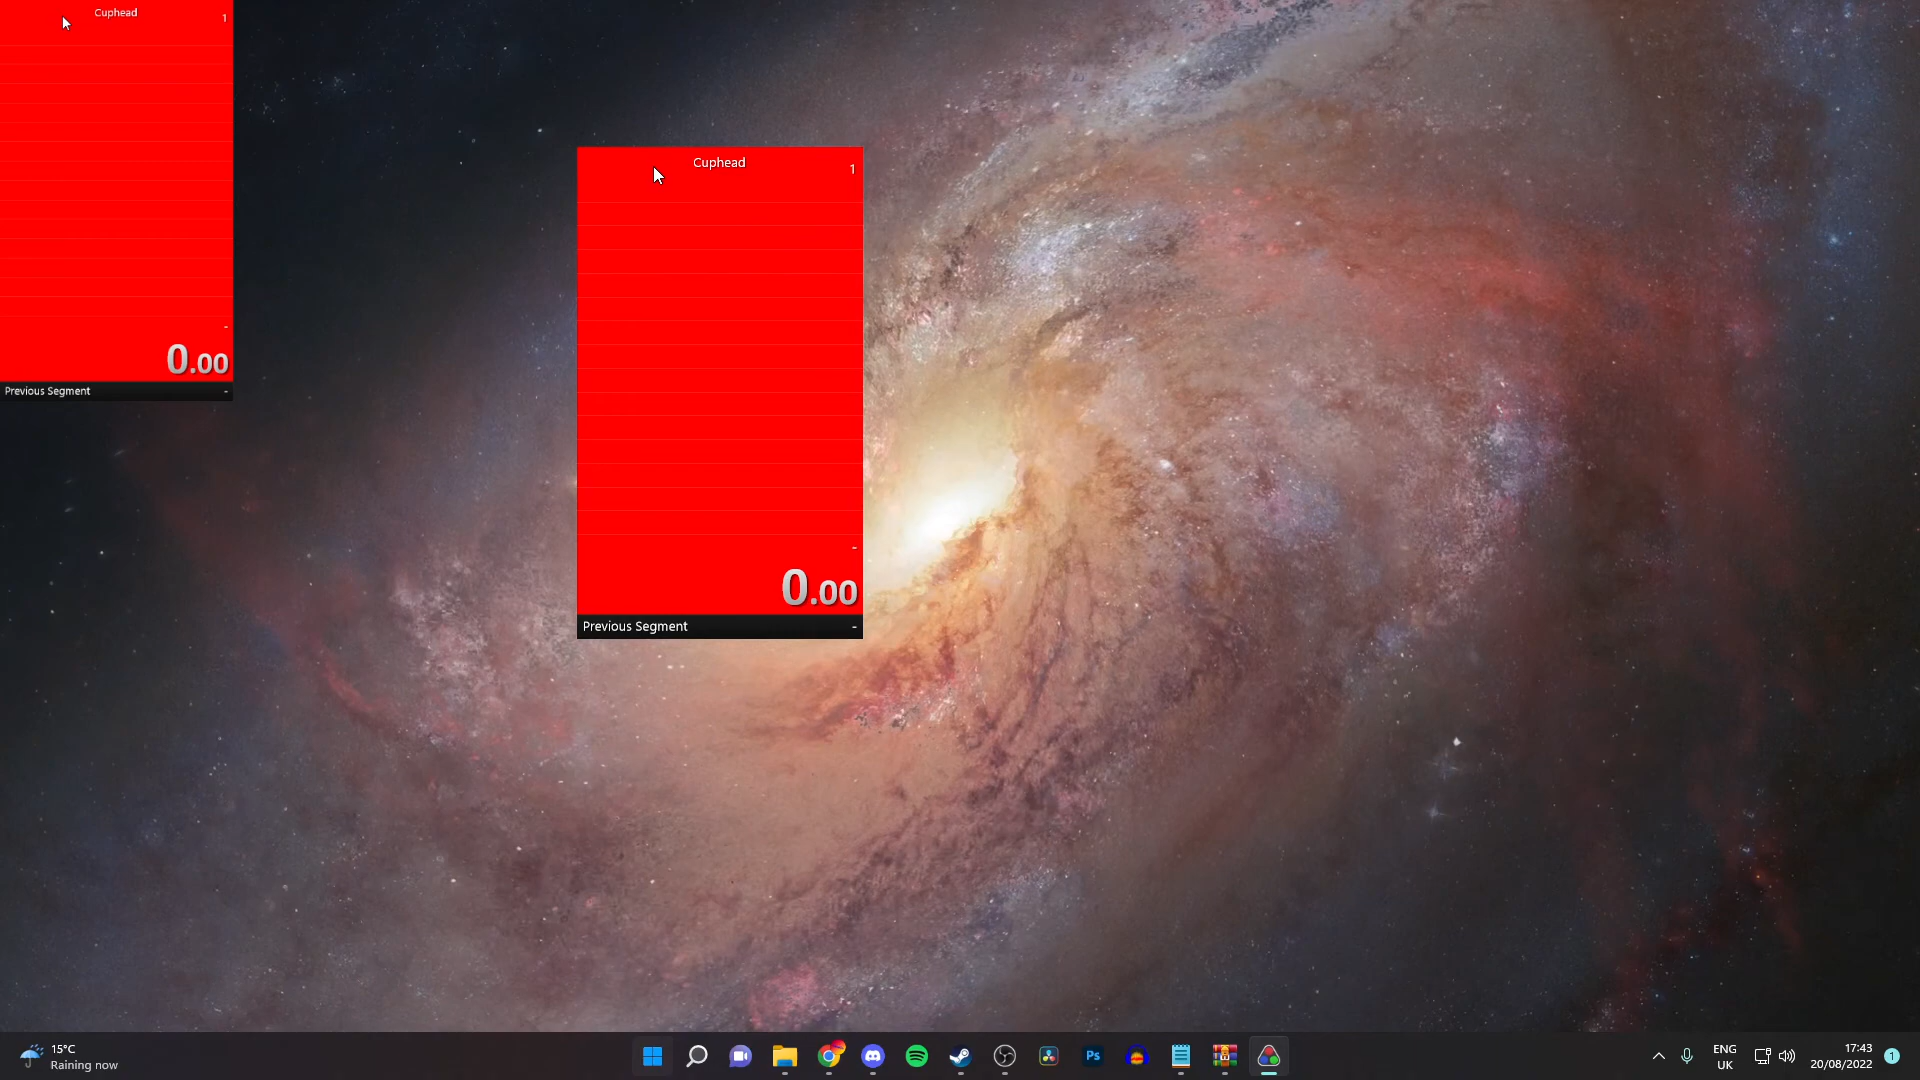 Cuphead
1
-
0.00
Previous Segment -
Cuphead
1
-
0.00
Previous Segment -
15°C
Raining now
Ps
ENG
UK
17:43
20/08/2022
1